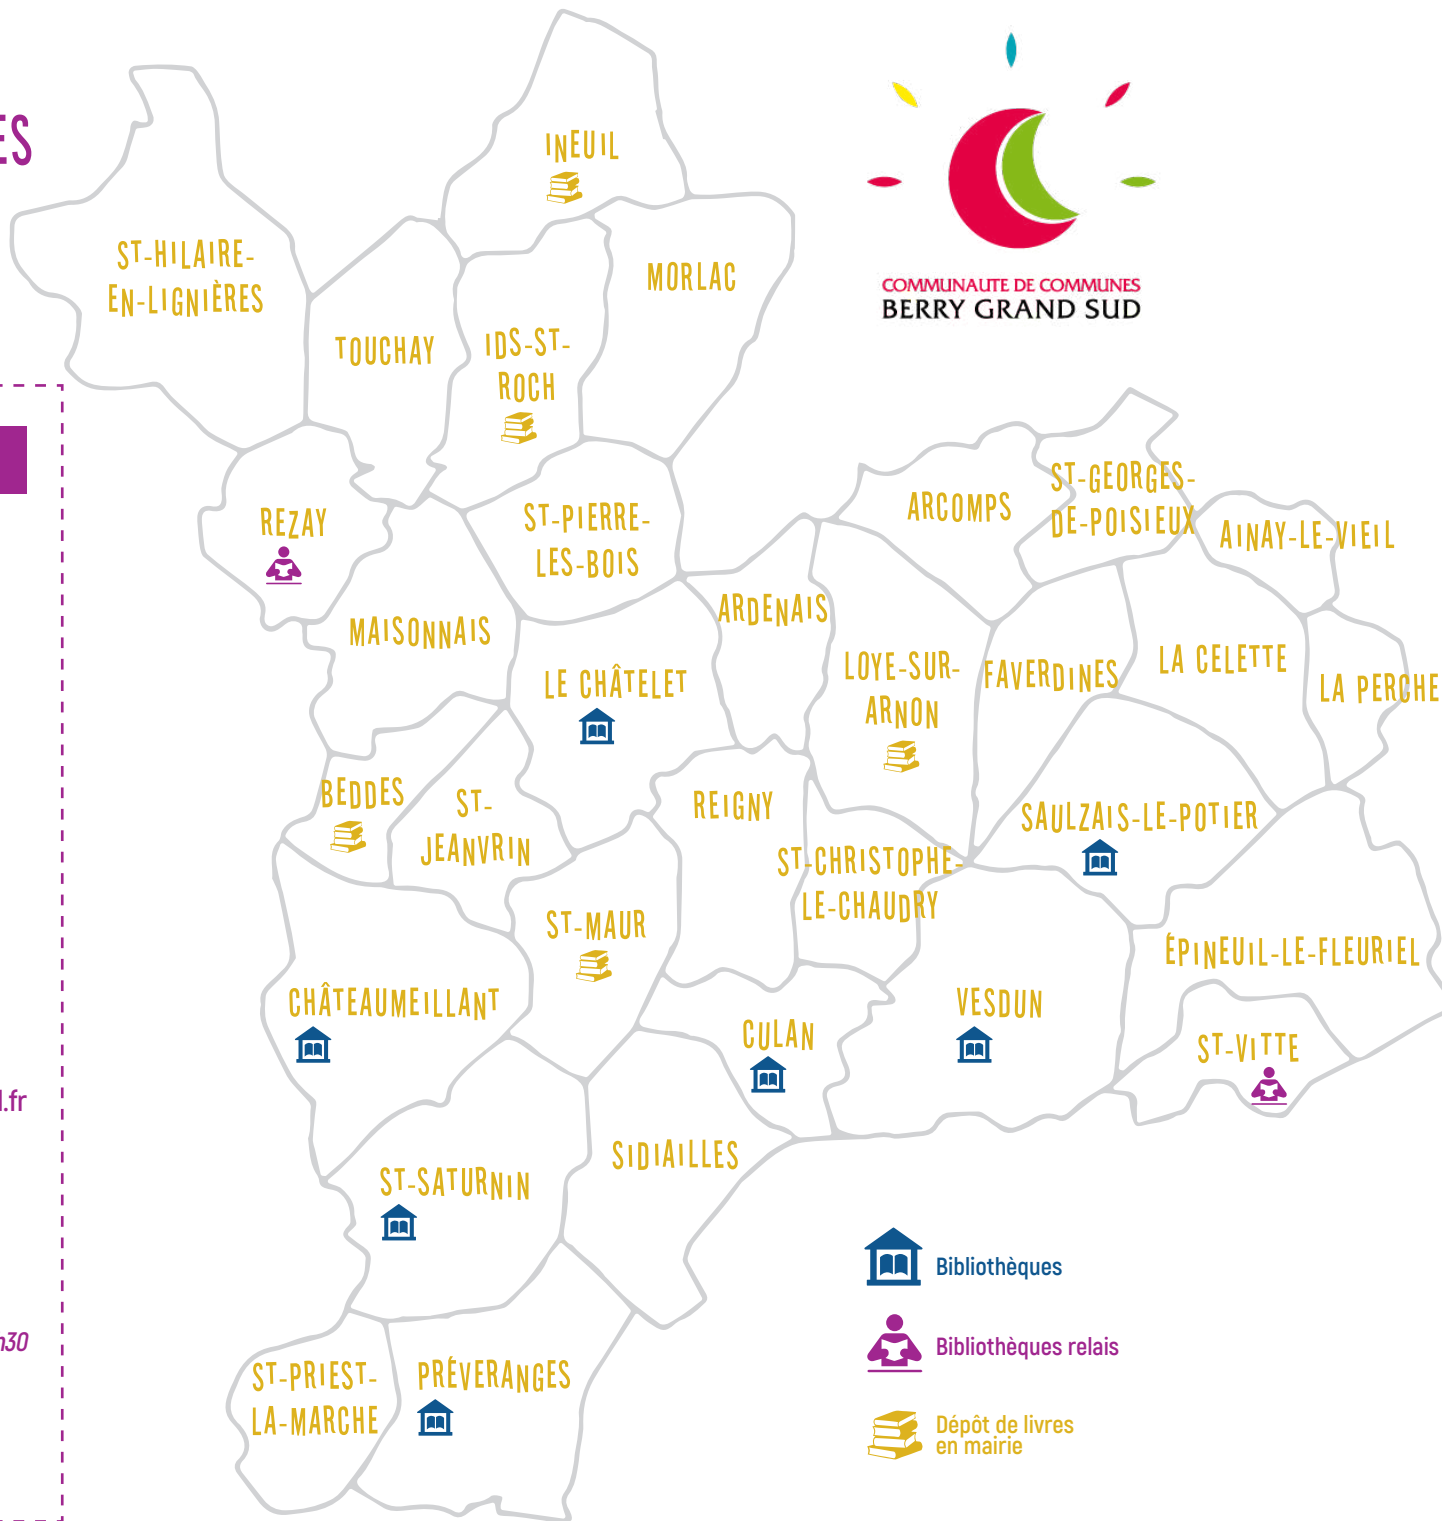 ES
INEUIL
ST-HILAIRE-
EN-LIGNIÈRES
MORLAC
COMMUNAUTE DE COMMUNES
BERRY GRAND SUD
TOUCHAY
IDS-ST-
ROCH
REZAY
ST-PIERRE-
LES-BOIS
ARCOMPS
ST-GEORGES-
DE-POISIEUX
AINAY-LE-VIEIL
MAISONNAIS
ARDENAIS
LE CHÂTELET
LOYE-SUR-
ARNON
FAVERDINES
LA CELETTE
LA PERCHE
BEDDES
ST-
JEANVRIN
REIGNY
SAULZAIS-LE-POTIER
ST-CHRISTOPHE-
LE-CHAUDRY
ST-MAUR
ÉPINEUIL-LE-FLEURIEL
CHÂTEAUMEILLANT
CULAN
VESDUN
ST-VITTE
l.fr
SIDIAILLES
ST-SATURNIN
Bibliothèques
h30
Bibliothèques relais
ST-PRIEST-
LA-MARCHE
PRÉVERANGES
Dépôt de livres
en mairie